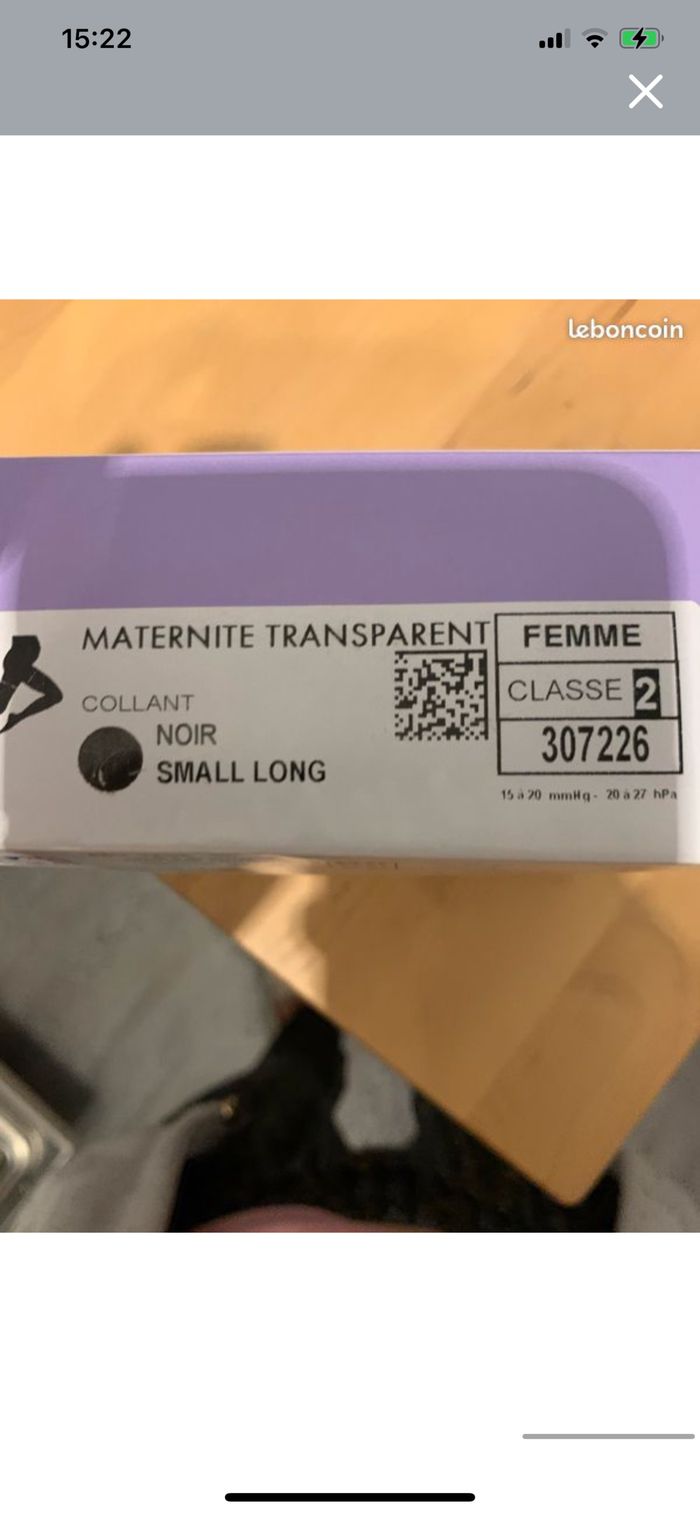 15:22
leboncoin
MATERNITE TRANSPARENT
FEMME
COLLANT
CLASSE 2
NOIR
307226
SMALL LONG
15 à 20 mmHg - 20 à 27 hPa